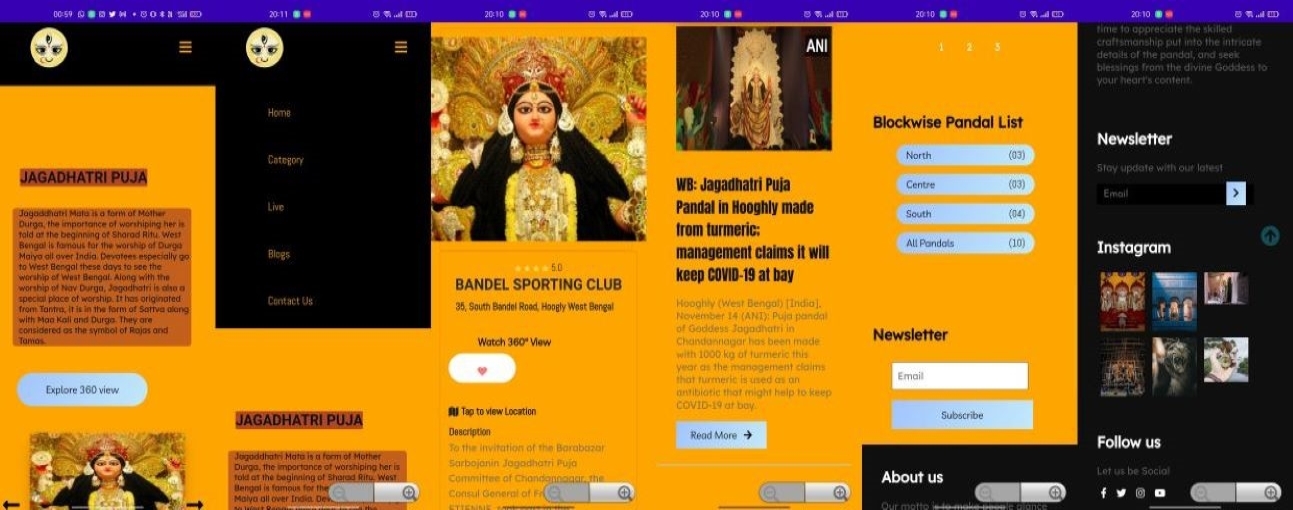 00:59
JAGADHATRI PUJA
Jagaddhatri Mata is a form of Mother
Durga, the importance of worshiping her is
told at the beginning of Sharad Ritu. West
Bengal is famous for the worship of Durga
Maiya all over India. Devotees especially go
to West Bengal these days to see the
worship of West Bengal. Along with the
worship of Nav Durga, Jagadhatri is also a
special place of worship. It has originated
from Tantra, it is in the form of Sattva along
with Maa Kali and Durga. They are
considered as the symbol of Rajas and
Tamas.
Explore 360 view
20:11
Home
Category
Live
Blogs
Contact Us
JAGADHATRI PUJA
Jagaddhatri Mata is a form of Mother
Durga, the importance of worshiping her is
told at the beginning of Sharad Ritu. West
Bengal is famous for the
Maiya all over India.
to West Bengal
20:10
5.0
BANDEL SPORTING CLUB
35, South Bandel Road, Hoogly West Bengal
Watch 360° View
Tap to view Location
Description
To the invitation of the Barabazar
Sarbojanin Jagadhatri Puja
Committee of Chandannagar, the
Consul General of
ETIENNE,
20:10
ANI
WB: Jagadhatri Puja
Pandal in Hooghly made
from turmeric;
management claims it will
keep COVID-19 at bay
Hooghly (West Bengal) [India],
November 14 (ANI): Puja pandal
of Goddess Jagadhatri in
Chandannagar has been made
with 1000 kg of turmeric this
year as the management claims
that turmeric is used as an
antibiotic that might help to keep
COVID-19 at bay.
Read More
20:10
1 2 3
Blockwise Pandal List
North (03)
Centre (03)
South (04)
All Pandals (10)
Newsletter
Email
Subscribe
About us
Our motto is to make people glance
20:10
time to appreciate the skilled
craftsmanship put into the intricate
details of the pandal, and seek
blessings from the divine Goddess to
your heart's content.
Newsletter
Stay update with our latest
Email
Instagram
Follow us
Let us be Social